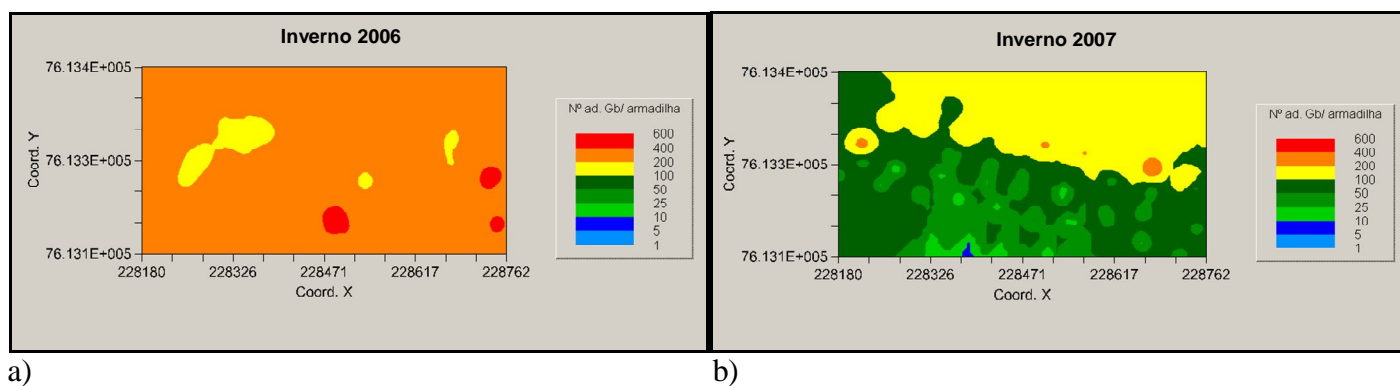 Inverno 2006
76.134E+005
76.133E+005
76.131E+005
Coord. Y
228180 228326 228471 228617 228762
Coord. X
Nº ad. Gb/ armadilha
600
400
200
100
50
25
10
5
1
a)
Inverno 2007
76.134E+005
76.133E+005
76.131E+005
Coord. Y
228180 228326 228471 228617 228762
Coord. X
Nº ad. Gb/ armadilha
600
400
200
100
50
25
10
5
1
b)